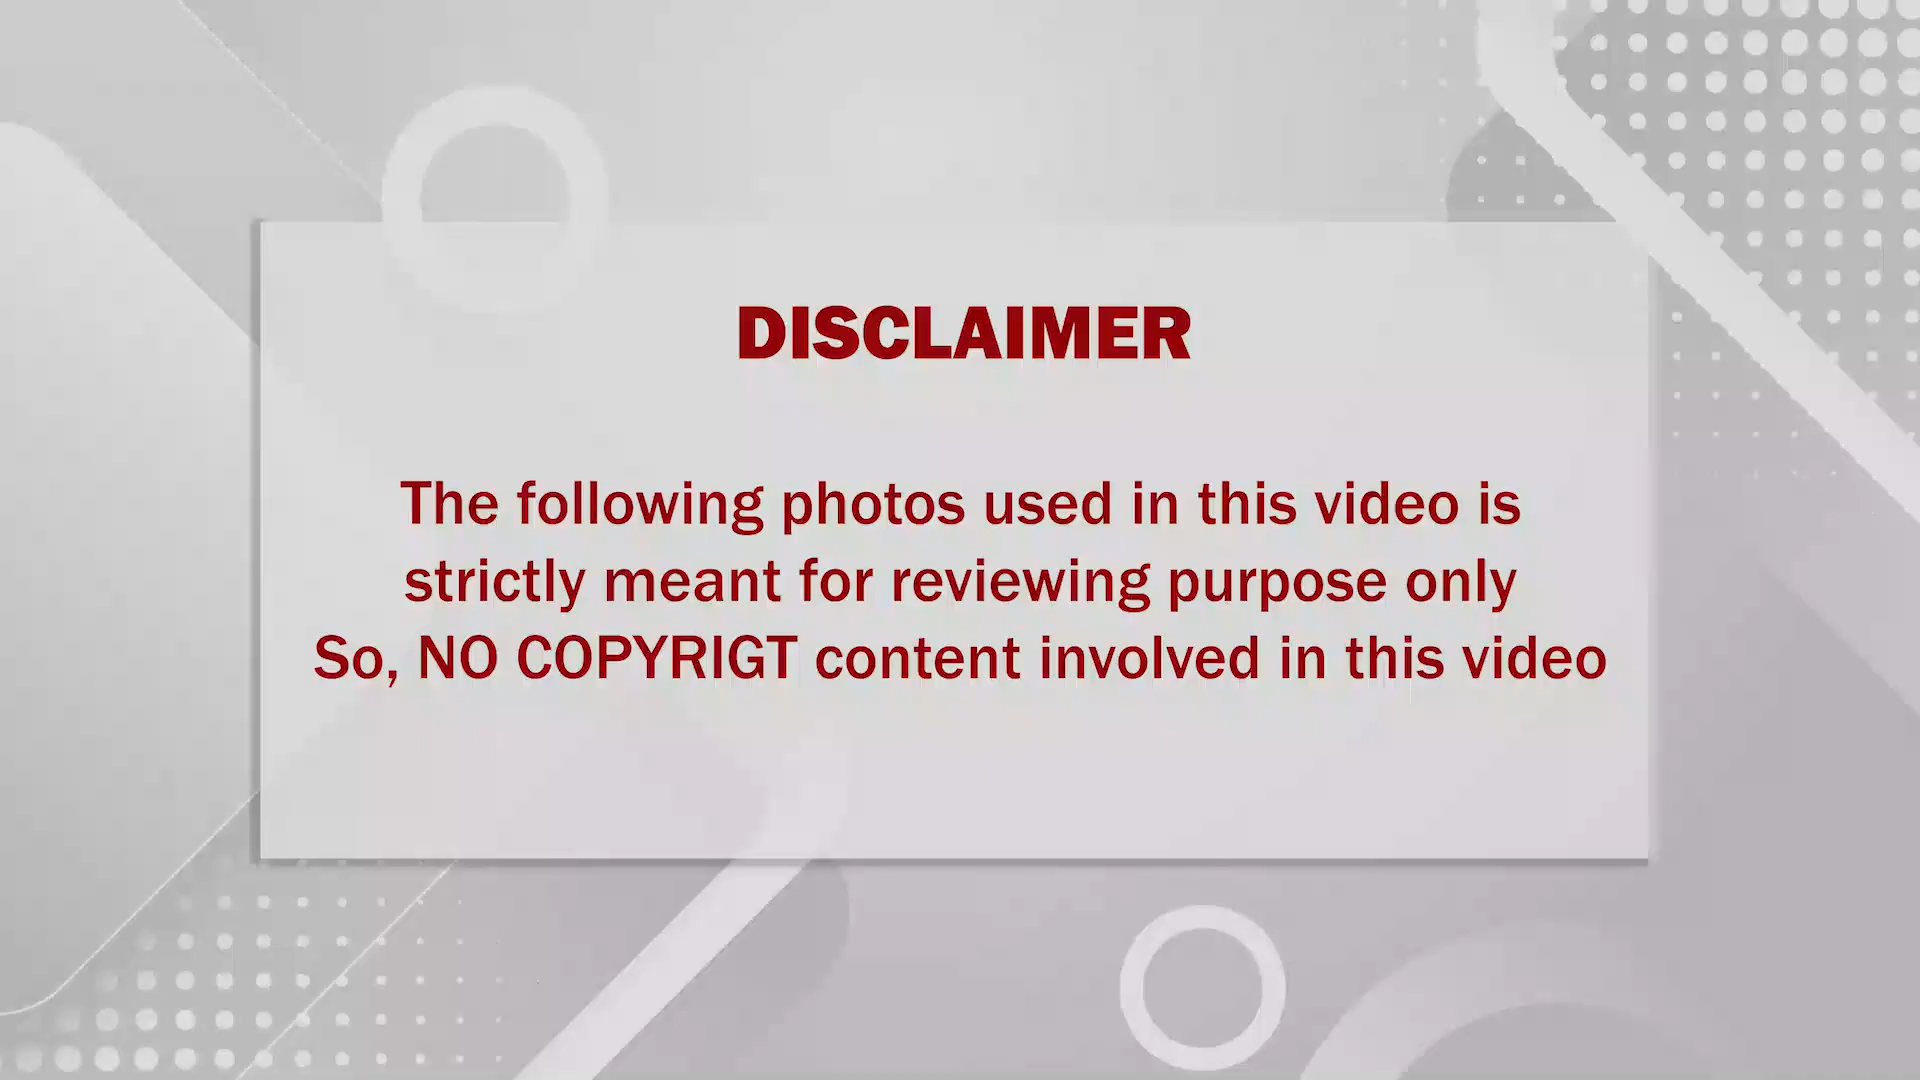 DISCLAIMER
The following photos used in this video is
strictly meant for reviewing purpose only
So, NO COPYRIGT content involved in this video